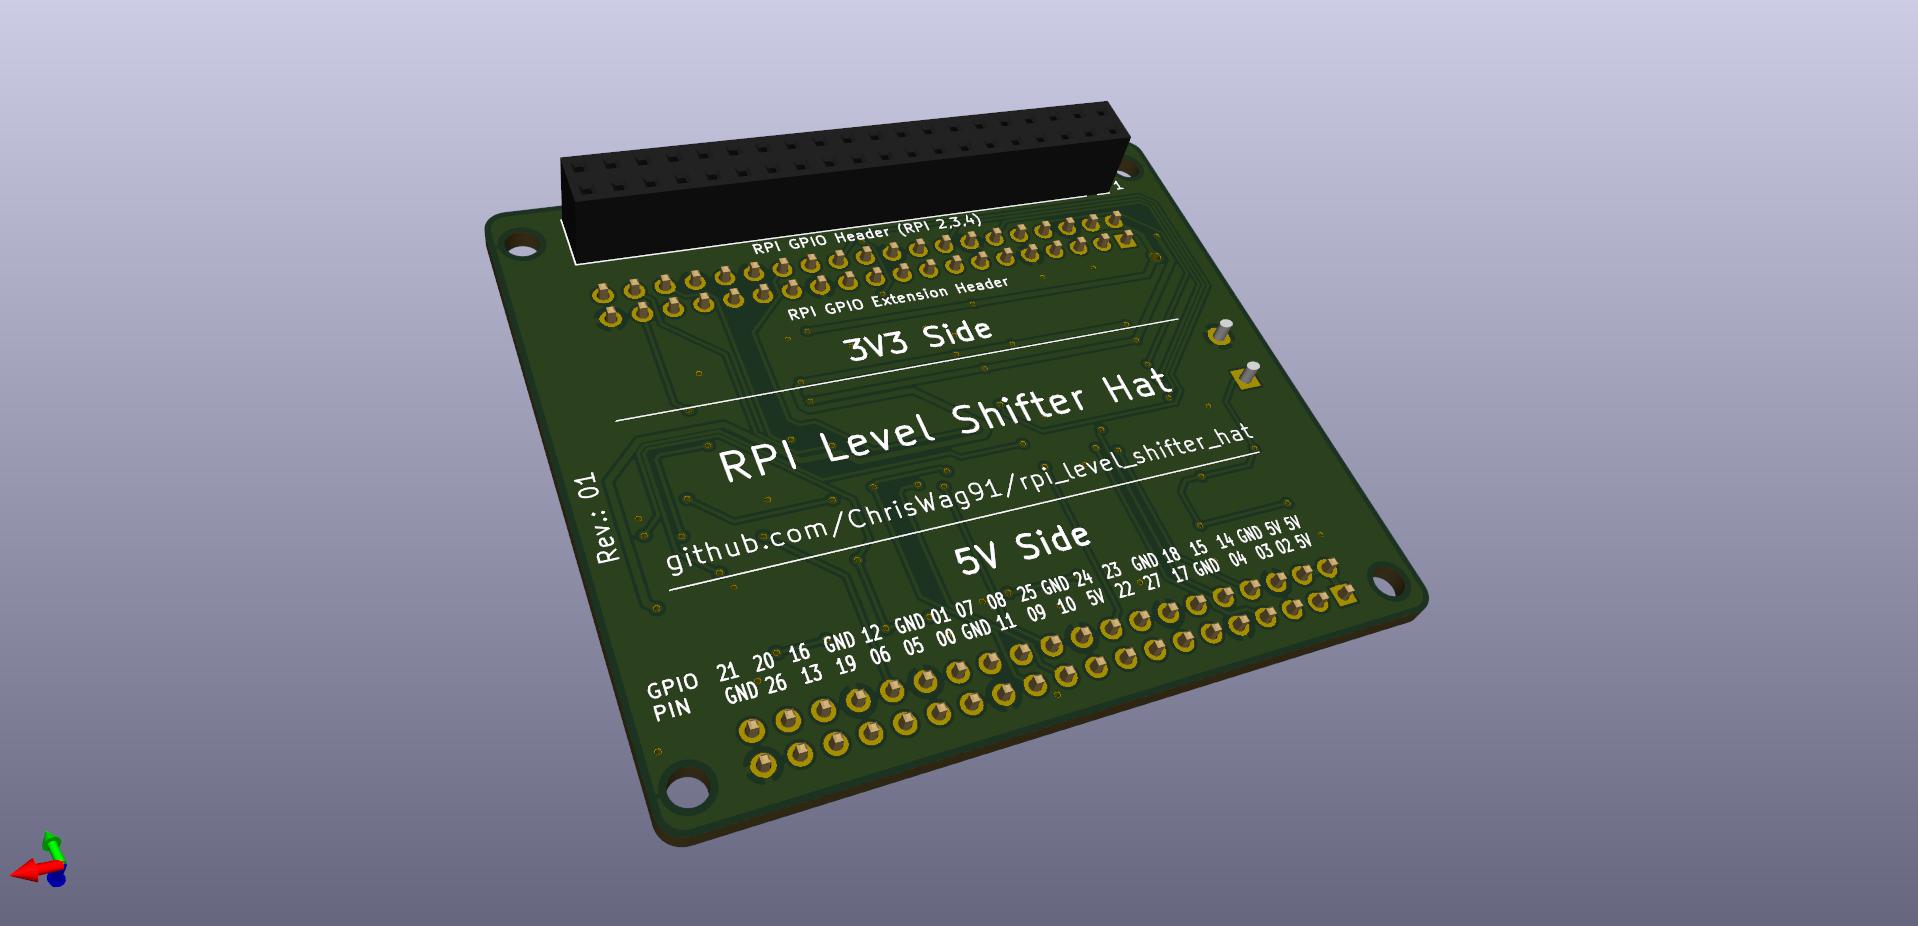 1
RPI GPIO Header (RPI 2,3,4)
RPI GPIO Extension Header
3V3 Side
RPI Level Shifter Hat
github.com/ChrisWag91/rpi_level_shifter_hat
Rev: 01
5V Side
GPIO 21 20 16 GND 12 GND 01 07 08 25 GND 24 23 GND 18 15 14 GND 5V 5V
PIN GND 26 13 19 06 05 00 GND 11 09 10 5V 22 27 17 GND 04 03 02 5V